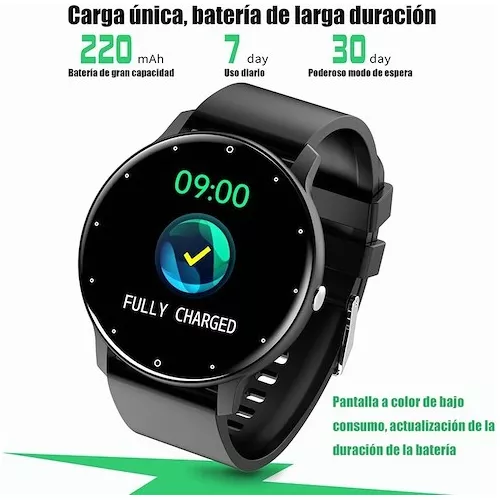 Carga única, batería de larga duración
220 mAh
Batería de gran capacidad
7 day
Uso diario
30 day
Poderoso modo de espera
09:00
FULLY CHARGED
Pantalla a color de bajo
consumo, actualización de la
duración de la batería